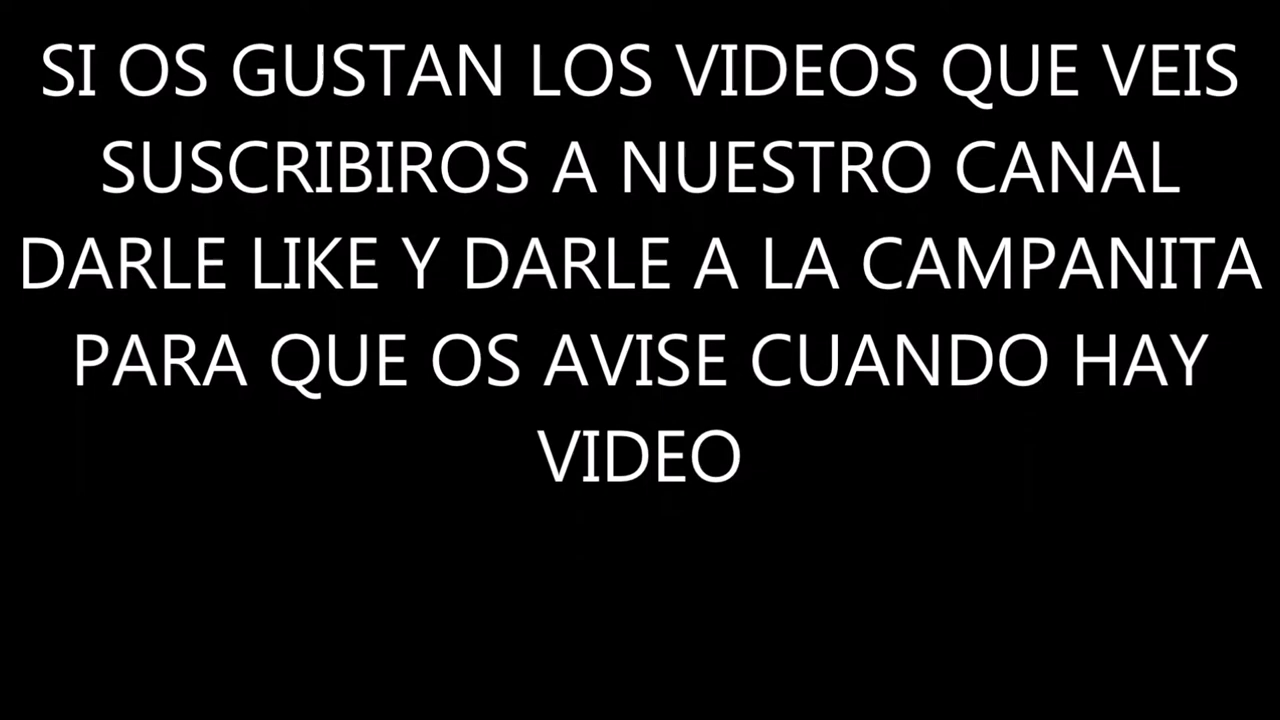 SI OS GUSTAN LOS VIDEOS QUE VEIS
SUSCRIBIROS A NUESTRO CANAL
DARLE LIKE Y DARLE A LA CAMPANITA
PARA QUE OS AVISE CUANDO HAY
VIDEO